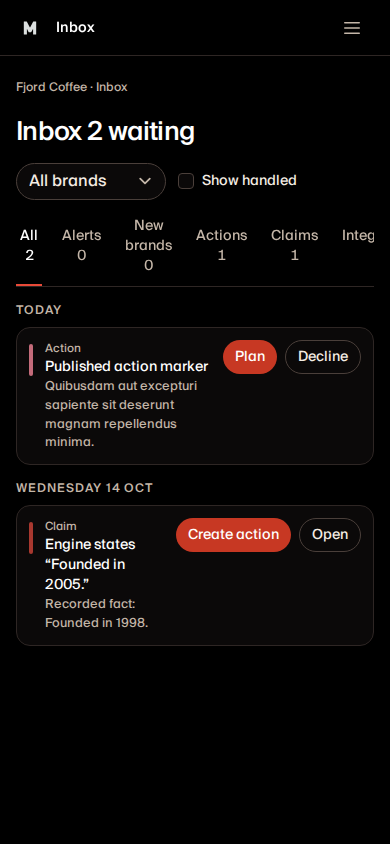 M Inbox
Fjord Coffee · Inbox
Inbox 2 waiting
All brands
Show handled
All
2
Alerts
0
New
brands
0
Actions
1
Claims
1
Integ
TODAY
Action
Published action marker
Quibusdam aut excepturi
sapiente sit deserunt
magnam repellendus
minima.
Plan
Decline
WEDNESDAY 14 OCT
Claim
Engine states
“Founded in
2005.”
Recorded fact:
Founded in 1998.
Create action
Open